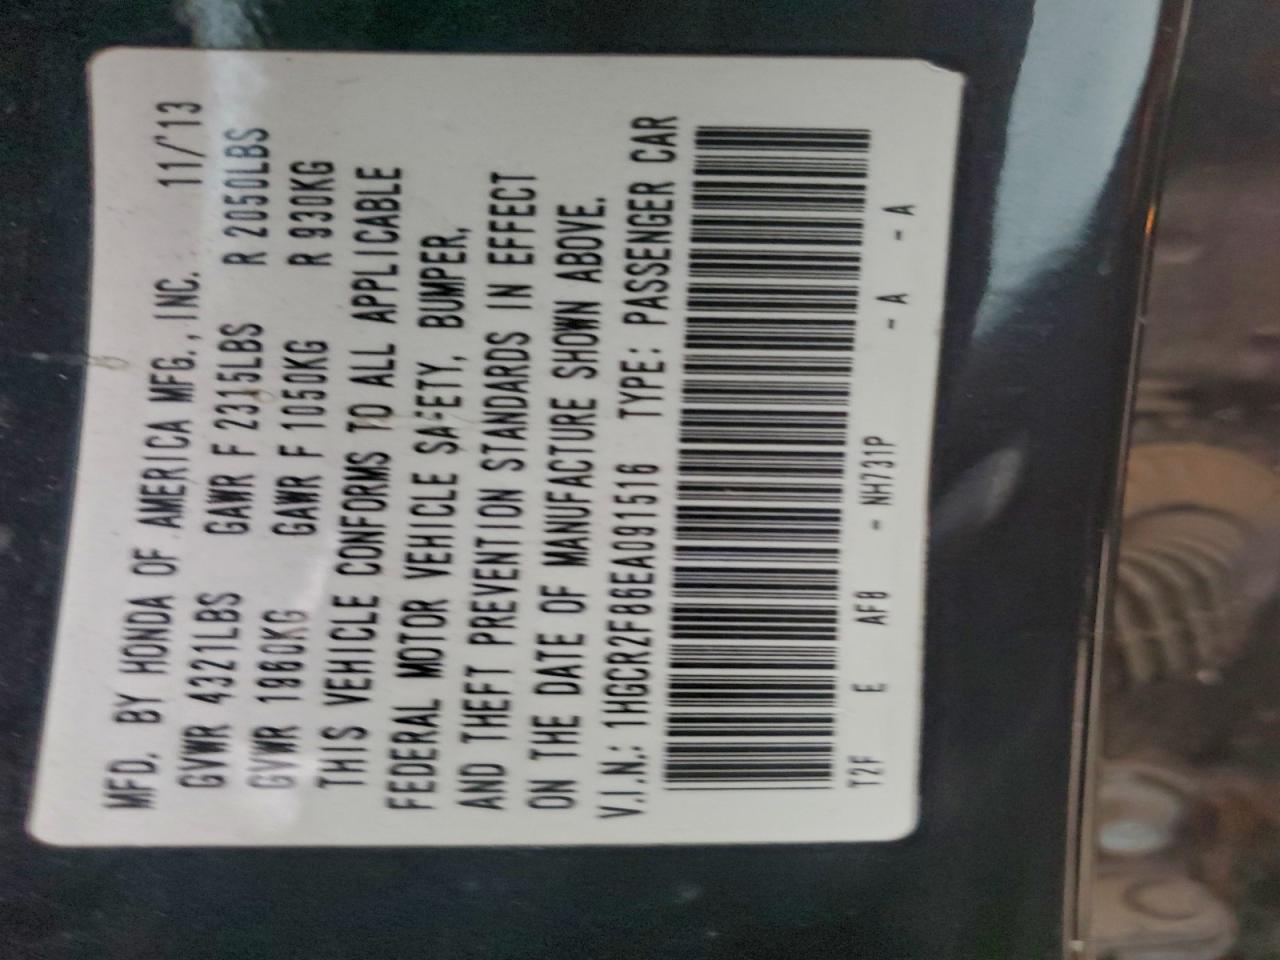 MFD. BY HONDA OF AMERICA MFG., INC. 11/13
GVWR 4321LBS GAWR F 2315LBS R 2050LBS
GVWR 1960KG GAWR F 1050KG R 930KG
THIS VEHICLE CONFORMS TO ALL APPLICABLE
FEDERAL MOTOR VEHICLE SAFETY, BUMPER,
AND THEFT PREVENTION STANDARDS IN EFFECT
ON THE DATE OF MANUFACTURE SHOWN ABOVE.
V.I.N.: 1HGCR2F86EA091516 TYPE: PASSENGER CAR
T2F E AF8 - NH731P - A - A